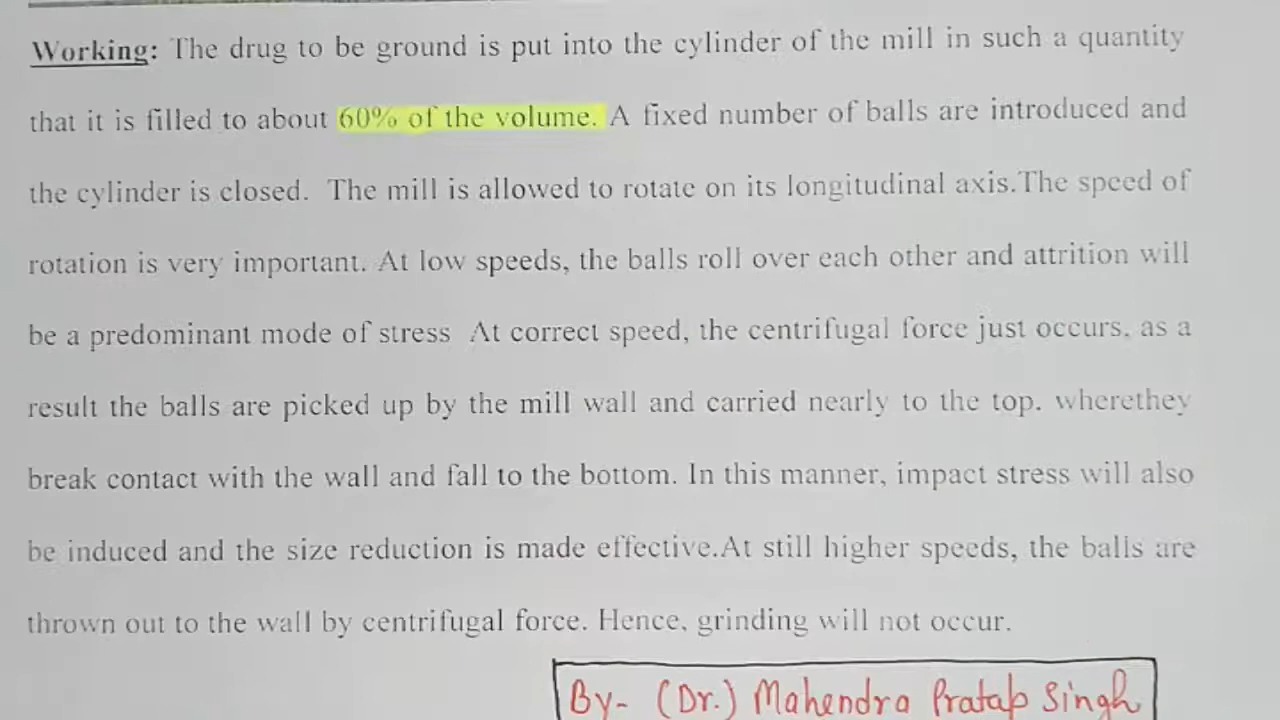 Working: The drug to be ground is put into the cylinder of the mill in such a quantity
that it is filled to about 60% of the volume. A fixed number of balls are introduced and
the cylinder is closed. The mill is allowed to rotate on its longitudinal axis.The speed of
rotation is very important. At low speeds, the balls roll over each other and attrition will
be a predominant mode of stress At correct speed, the centrifugal force just occurs, as a
result the balls are picked up by the mill wall and carried nearly to the top. wherethey
break contact with the wall and fall to the bottom. In this manner, impact stress will also
be induced and the size reduction is made effective.At still higher speeds, the balls are
thrown out to the wall by centrifugal force. Hence, grinding will not occur.
By- (Dr.) Mahendra Pratap Singh